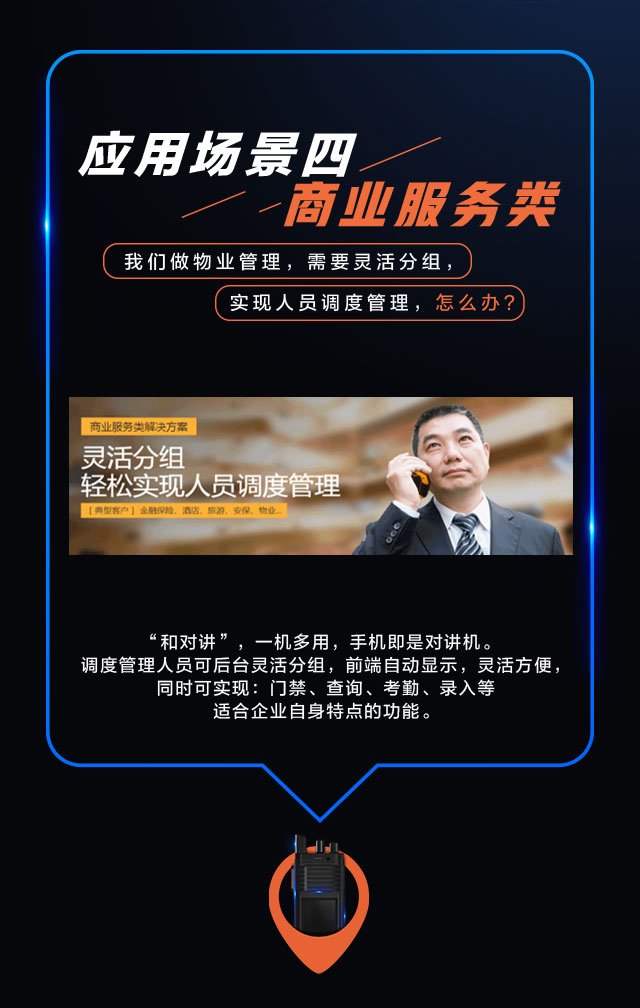 应用场景四
商业服务类
我们做物业管理，需要灵活分组，
实现人员调度管理，怎么办？
商业服务类解决方案
灵活分组
轻松实现人员调度管理
[ 典型客户 ] 金融保险、酒店、旅游、安保、物业...
“和对讲”，一机多用，手机即是对讲机。
调度管理人员可后台灵活分组，前端自动显示，灵活方便，
同时可实现：门禁、查询、考勤、录入等
适合企业自身特点的功能。